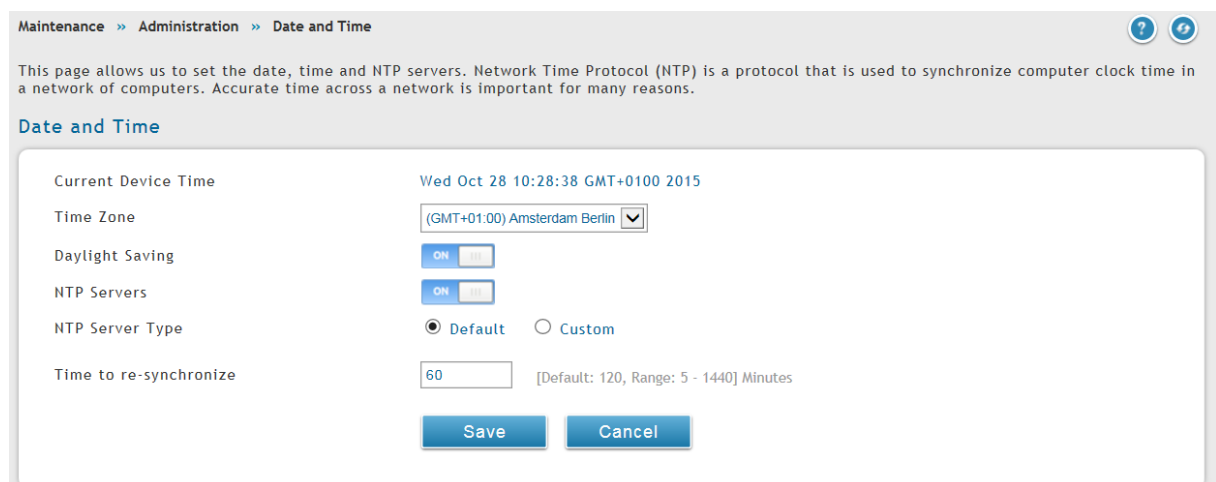 Maintenance » Administration » Date and Time
This page allows us to set the date, time and NTP servers. Network Time Protocol (NTP) is a protocol that is used to synchronize computer clock time in
a network of computers. Accurate time across a network is important for many reasons.
Date and Time
Current Device Time Wed Oct 28 10:28:38 GMT+0100 2015
Time Zone (GMT+01:00) Amsterdam Berlin
Daylight Saving ON
NTP Servers ON
NTP Server Type Default Custom
Time to re-synchronize 60 [Default: 120, Range: 5 - 1440] Minutes
Save Cancel